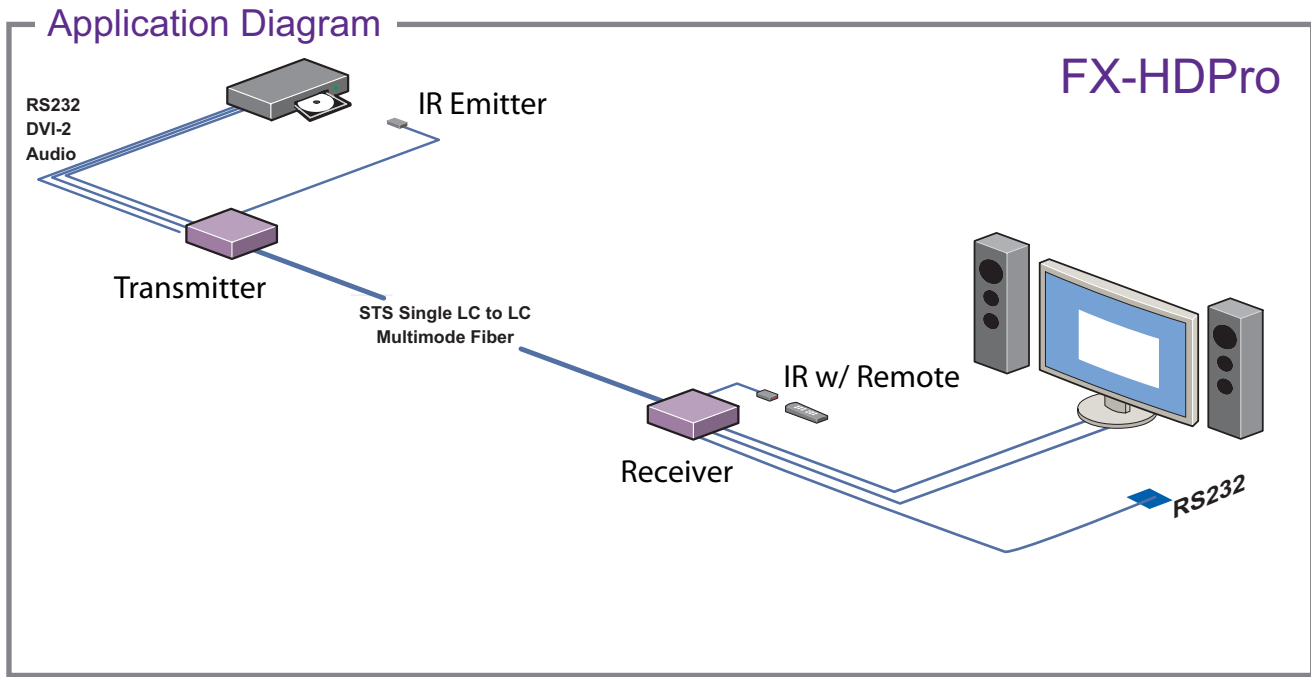 Application Diagram
FX-HDPro
RS232
DVI-2
Audio
IR Emitter
Transmitter
STS Single LC to LC
Multimode Fiber
IR w/ Remote
Receiver
RS232